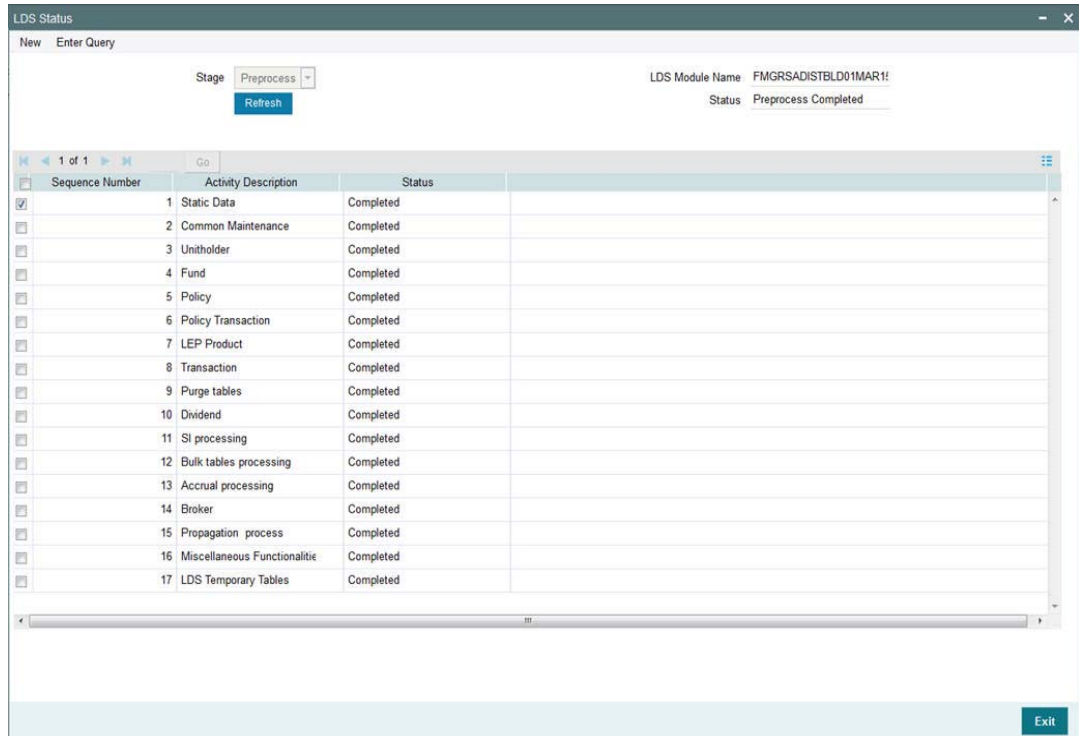 LDS Status
New Enter Query
Stage Preprocess
Refresh
LDS Module Name FMGRSADISTBLD01MAR15
Status Preprocess Completed
1 of 1 Go
Sequence Number Activity Description Status
1 Static Data Completed
2 Common Maintenance Completed
3 Unitholder Completed
4 Fund Completed
5 Policy Completed
6 Policy Transaction Completed
7 LEP Product Completed
8 Transaction Completed
9 Purge tables Completed
10 Dividend Completed
11 SI processing Completed
12 Bulk tables processing Completed
13 Accrual processing Completed
14 Broker Completed
15 Propagation process Completed
16 Miscellaneous Functionalitie Completed
17 LDS Temporary Tables Completed
Exit